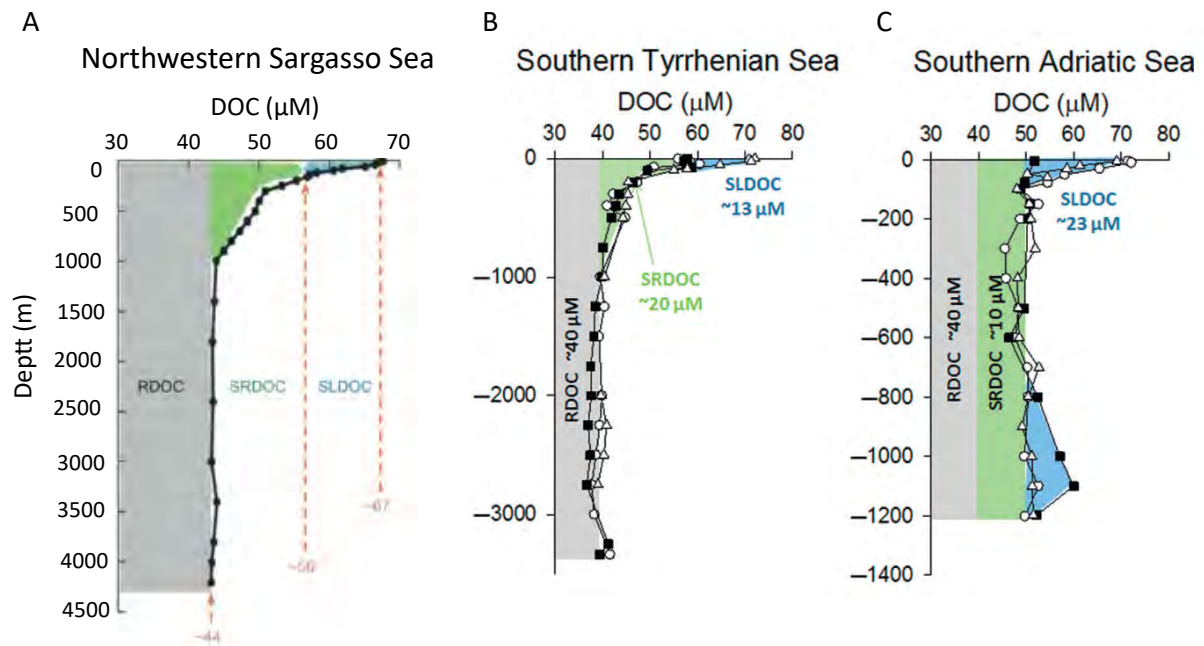 A
Northwestern Sargasso Sea
DOC (µM)
30 40 50 60 70
0
500
1000
1500
2000
2500
3000
3500
4000
4500
Deptt (m)
RDOC
SRDOC
SLDOC
~44
~56
~67
B
Southern Tyrrhenian Sea
DOC (µM)
30 40 50 60 70 80
0
−1000
−2000
−3000
SLDOC
~13 µM
SRDOC
~20 µM
RDOC ~40 µM
C
Southern Adriatic Sea
DOC (µM)
30 40 50 60 70 80
0
−200
−400
−600
−800
−1000
−1200
−1400
SLDOC
~23 µM
RDOC ~40 µM
SRDOC ~10 µM